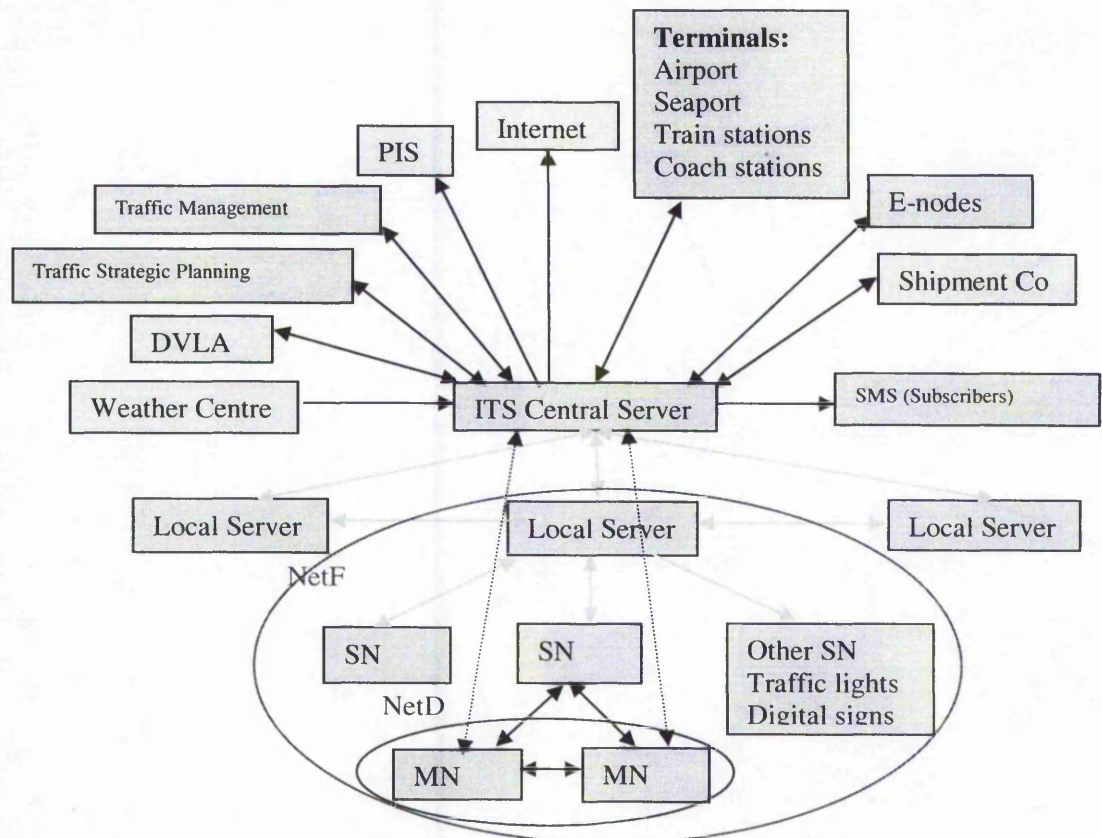 Terminals:
Airport
Seaport
Train stations
Coach stations
Internet
PIS
Traffic Management
E-nodes
Traffic Strategic Planning
Shipment Co
DVLA
Weather Centre
ITS Central Server
SMS (Subscribers)
Local Server
Local Server
Local Server
NetF
SN
SN
Other SN
Traffic lights
Digital signs
NetD
MN
MN